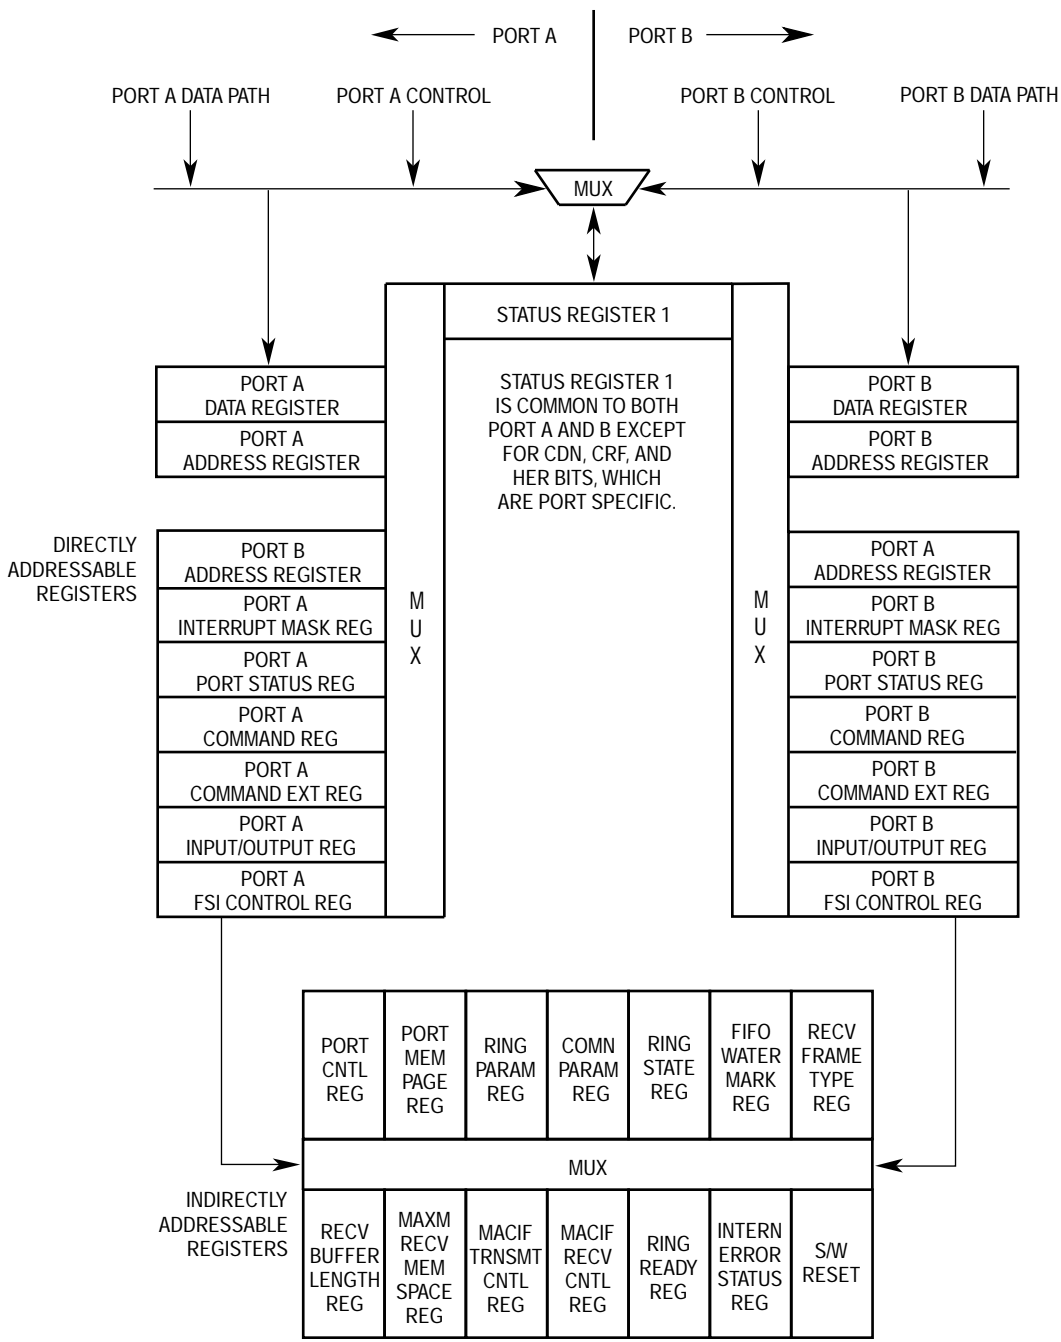 PORT A
PORT B
PORT A DATA PATH
PORT A CONTROL
PORT B CONTROL
PORT B DATA PATH
MUX
STATUS REGISTER 1
STATUS REGISTER 1
IS COMMON TO BOTH
PORT A AND B EXCEPT
FOR CDN, CRF, AND
HER BITS, WHICH
ARE PORT SPECIFIC.
PORT A
DATA REGISTER
PORT A
ADDRESS REGISTER
PORT B
DATA REGISTER
PORT B
ADDRESS REGISTER
DIRECTLY
ADDRESSABLE
REGISTERS
PORT B
ADDRESS REGISTER
PORT A
INTERRUPT MASK REG
PORT A
PORT STATUS REG
PORT A
COMMAND REG
PORT A
COMMAND EXT REG
PORT A
INPUT/OUTPUT REG
PORT A
FSI CONTROL REG
M
U
X
M
U
X
PORT A
ADDRESS REGISTER
PORT B
INTERRUPT MASK REG
PORT B
PORT STATUS REG
PORT B
COMMAND REG
PORT B
COMMAND EXT REG
PORT B
INPUT/OUTPUT REG
PORT B
FSI CONTROL REG
PORT
CNTL
REG
PORT
MEM
PAGE
REG
RING
PARAM
REG
COMN
PARAM
REG
RING
STATE
REG
FIFO
WATER
MARK
REG
RECV
FRAME
TYPE
REG
MUX
INDIRECTLY
ADDRESSABLE
REGISTERS
RECV
BUFFER
LENGTH
REG
MAXM
RECV
MEM
SPACE
REG
MACIF
TRNSMT
CNTL
REG
MACIF
RECV
CNTL
REG
RING
READY
REG
INTERN
ERROR
STATUS
REG
S/W
RESET